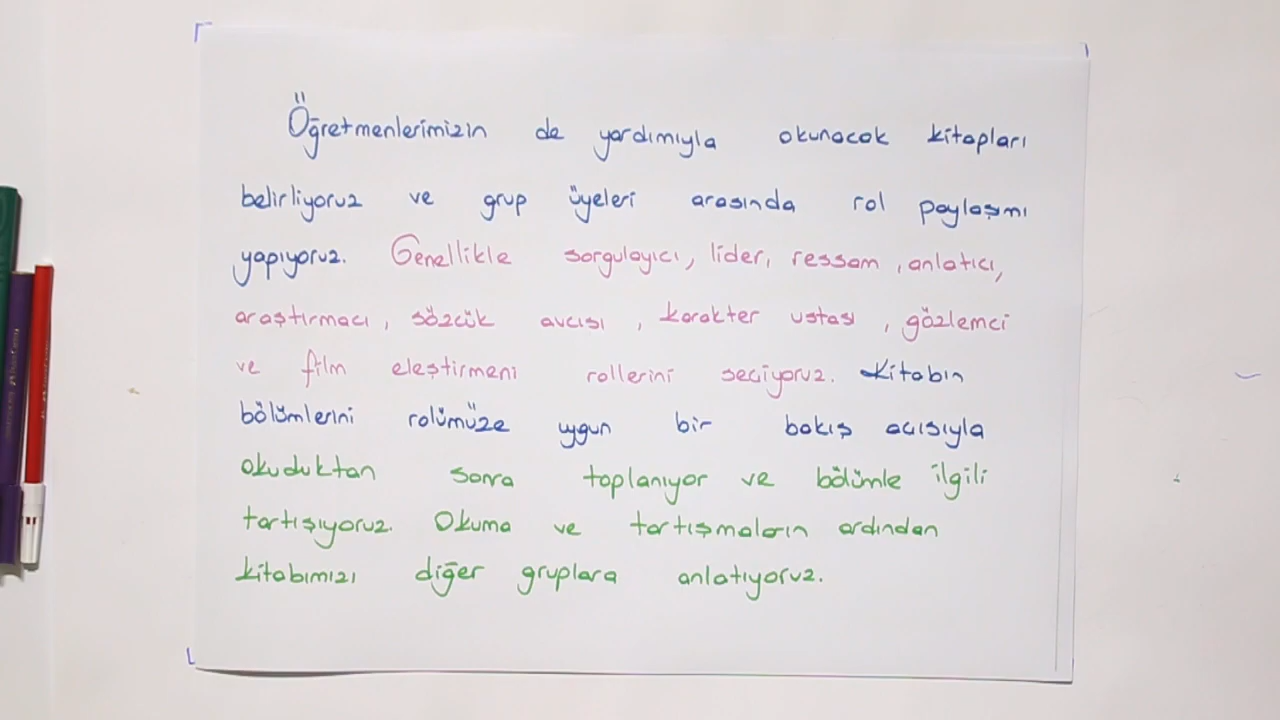 Öğretmenlerimizin de yardımıyla okunacak kitapları
belirliyoruz ve grup üyeleri arasında rol paylaşmı
yapıyoruz. Genellikle sorgulayıcı, lider, ressam, anlatıcı,
araştırmacı, sözcük avcısı, karakter ustası, gözlemci
ve film eleştirmeni rollerini seçiyoruz. Kitabın
bölümlerini rolümüze uygun bir bakış açısıyla
okuduktan sonra toplanıyor ve bölümle ilgili
tartışıyoruz. Okuma ve tartışmaların ardından
kitabımızı diğer gruplara anlatıyoruz.